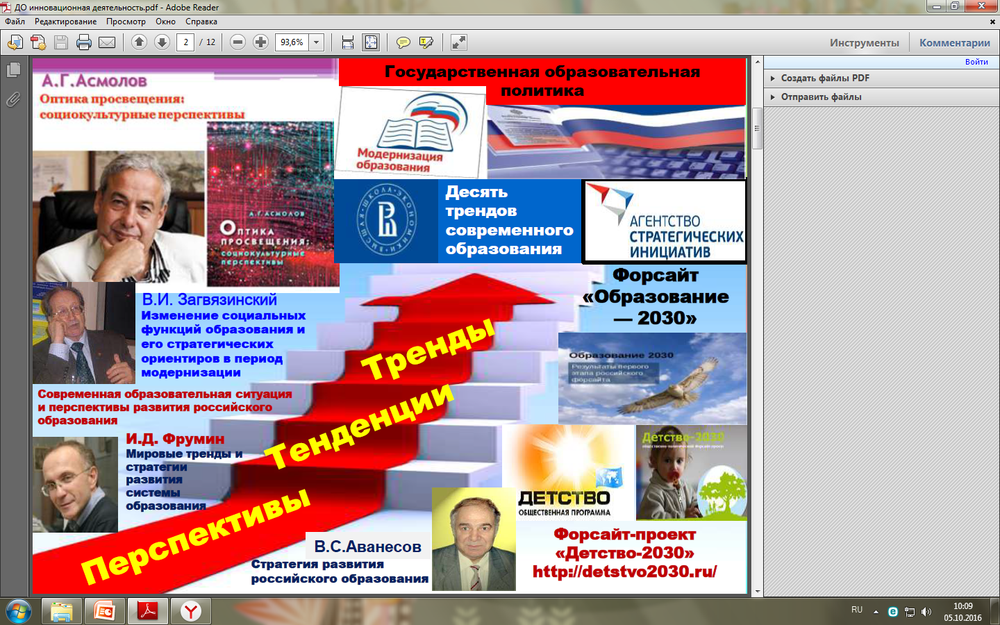 ДО инновационная деятельность.pdf - Adobe Reader
Файл Редактирование Просмотр Окно Справка
2 / 12 93,6%
Инструменты Комментарии
Войти
Создать файлы PDF
Отправить файлы
А.Г.Асмолов
Оптика просвещения:
социокультурные перспективы
А.Г.АСМОЛОВ
ОПТИКА
ПРОСВЕЩЕНИЯ:
социокультурные
перспективы
Государственная образовательная
политика
Модернизация
образования
ВЫСШАЯ ШКОЛА ЭКОНОМИКИ
Десять
трендов
современного
образования
АГЕНТСТВО
СТРАТЕГИЧЕСКИХ
ИНИЦИАТИВ
В.И. Загвязинский
Изменение социальных
функций образования и
его стратегических
ориентиров в период
модернизации
Современная образовательная ситуация
и перспективы развития российского
образования
И.Д. Фрумин
Мировые тренды и
стратегии
развития
системы
образования
Тренды
Тенденции
Перспективы
Форсайт
«Образование
— 2030»
Образование 2030
Результаты первого
этапа российского
форсайта
ДЕТСТВО
ОБЩЕСТВЕННАЯ ПРОГРАММА
Детство-2030
В.С.Аванесов
Стратегия развития
российского образования
Форсайт-проект
«Детство-2030»
http://detstvo2030.ru/
RU
10:09
05.10.2016